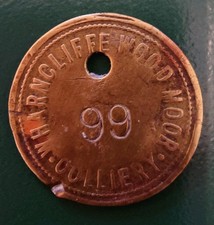 WHARNCLIFFE WOOD MOOR
99
· COLLIERY ·